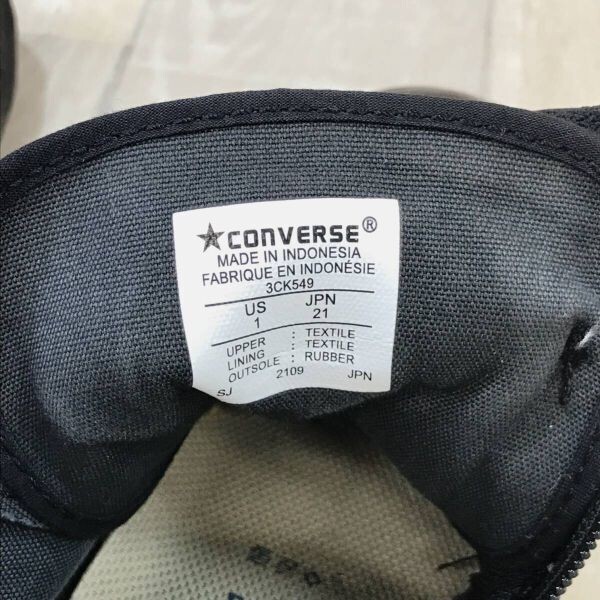 ★CONVERSE®
MADE IN INDONESIA
FABRIQUE EN INDONÉSIE
3CK549
US JPN
1 21
UPPER : TEXTILE
LINING : TEXTILE
OUTSOLE : RUBBER
SJ 2109 JPN